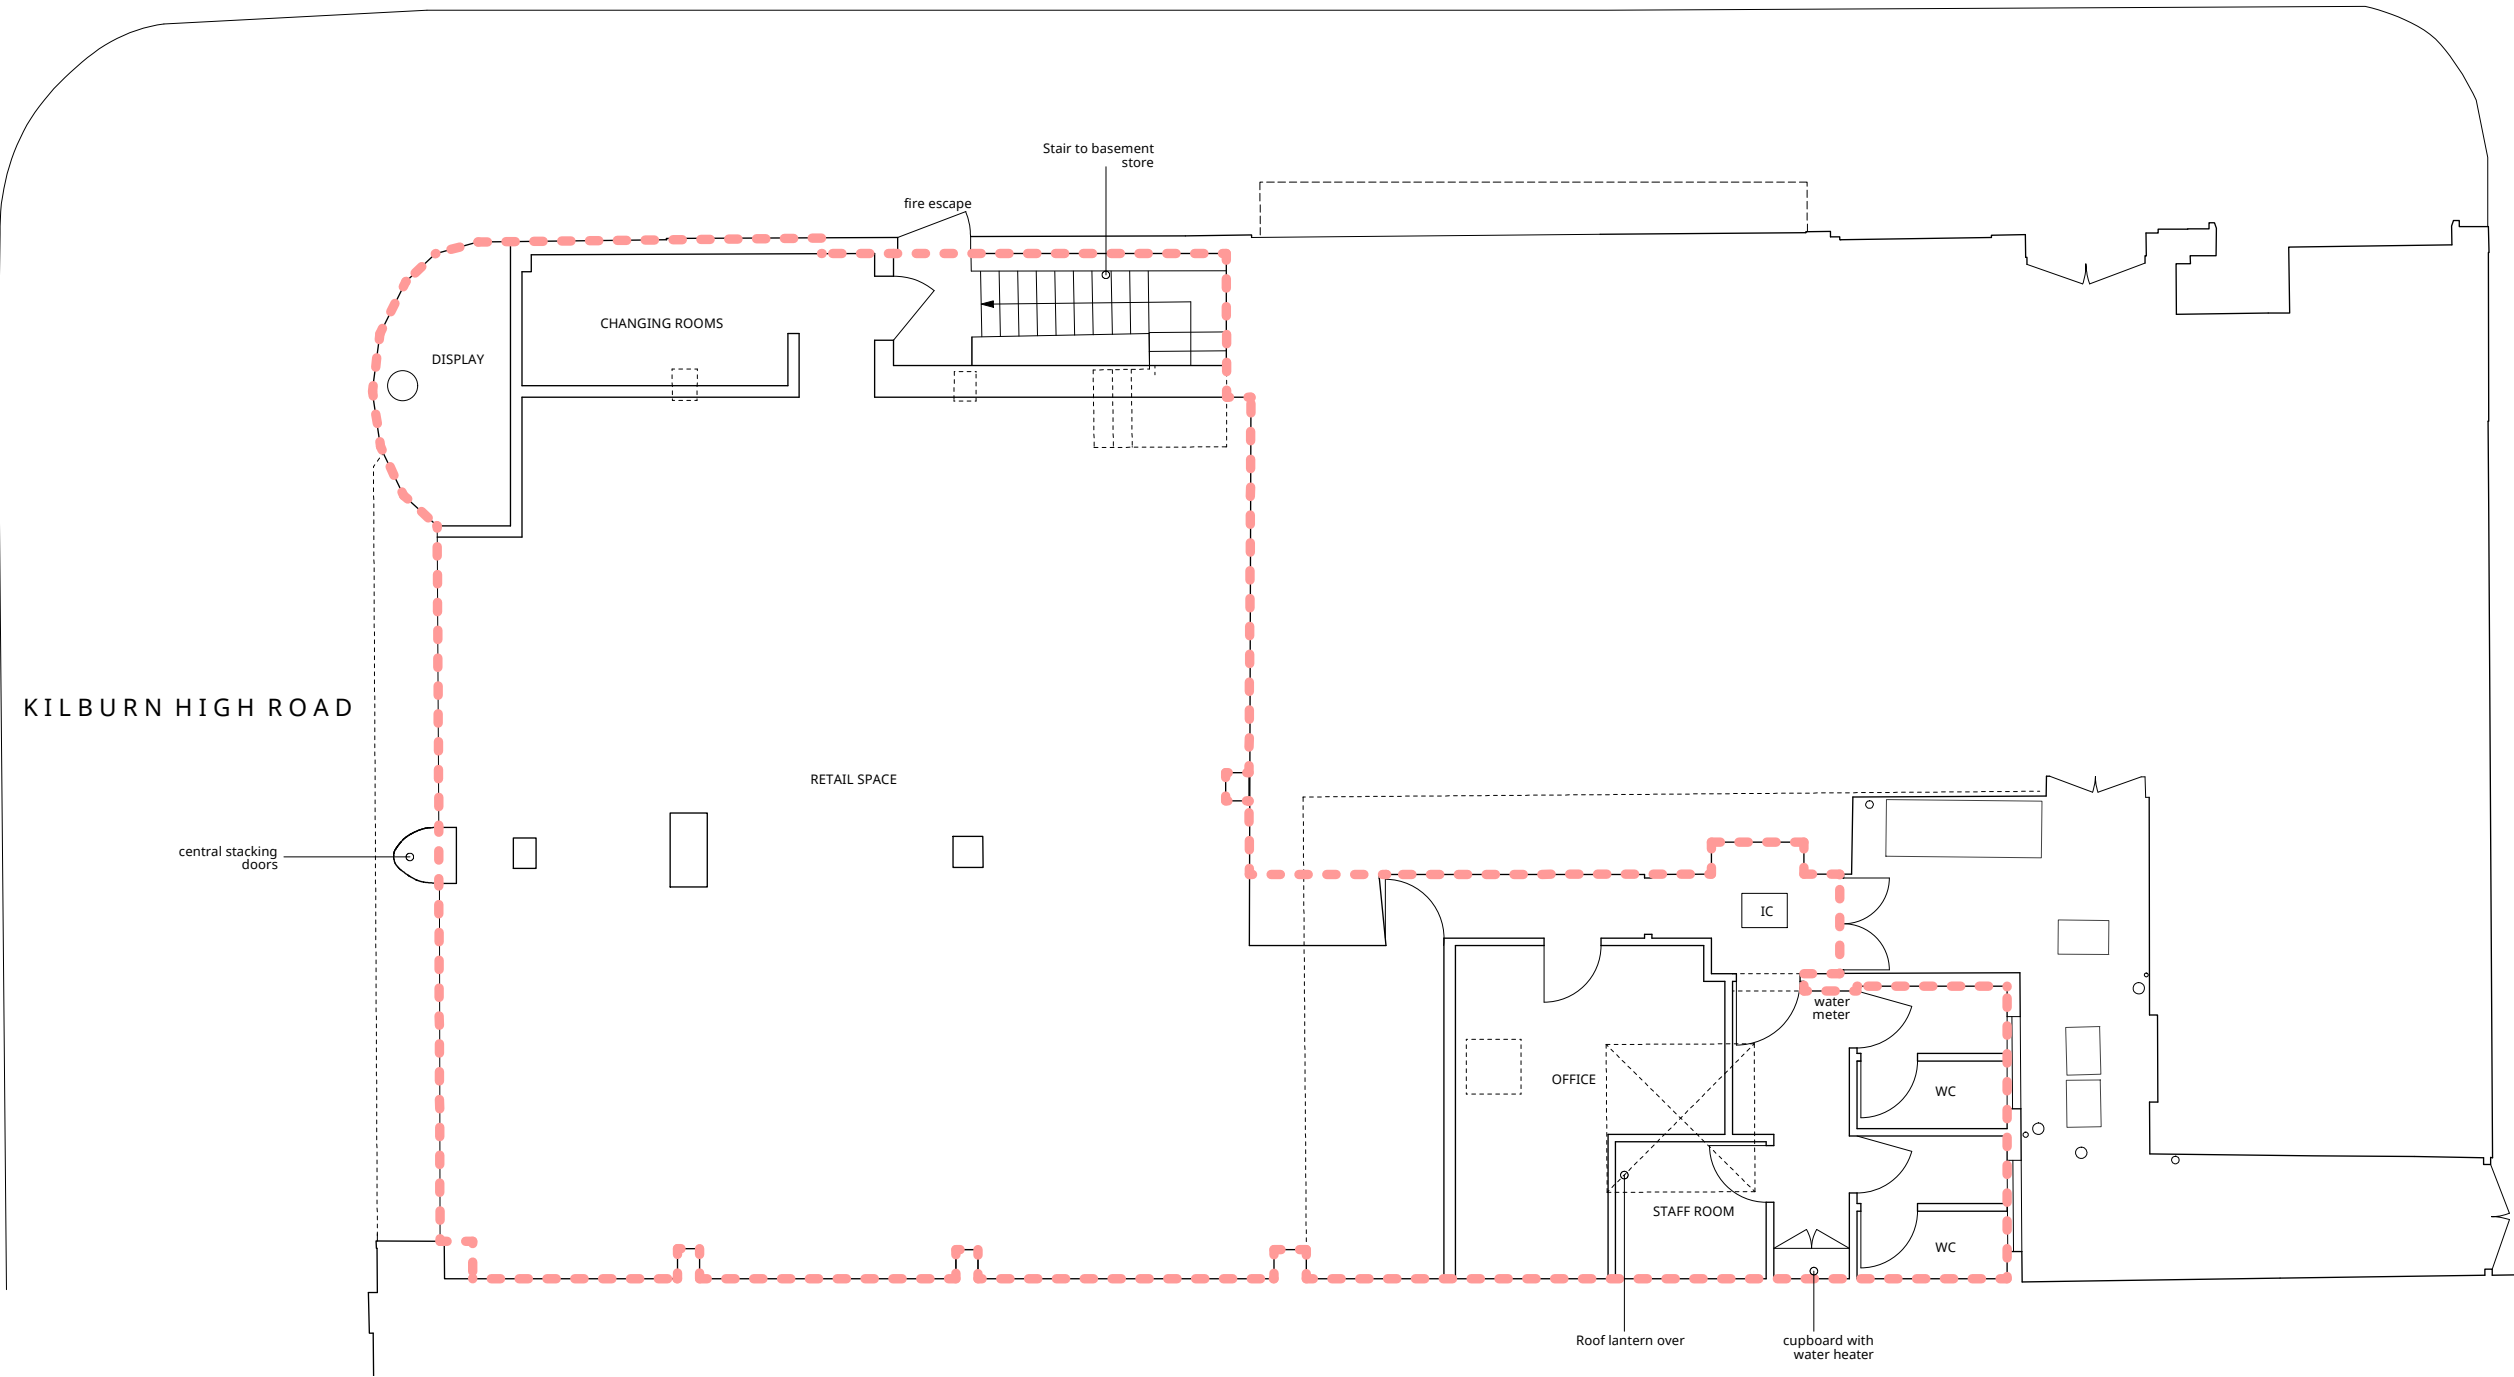 Stair to basement
store
fire escape
CHANGING ROOMS
DISPLAY
KILBURN HIGH ROAD
RETAIL SPACE
central stacking
doors
IC
water
meter
OFFICE
WC
STAFF ROOM
WC
Roof lantern over
cupboard with
water heater